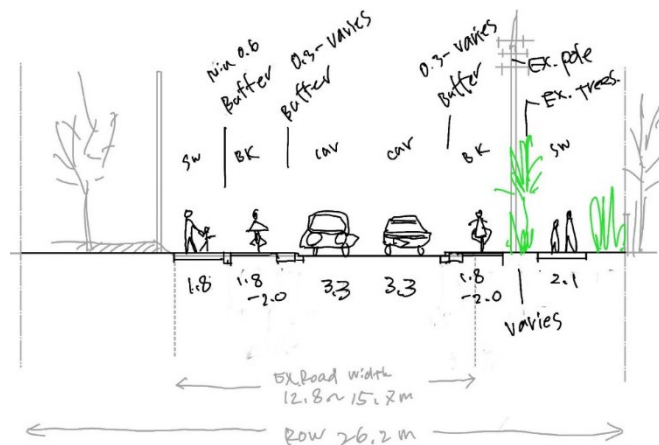 Min 0.6
Buffer
0.3-varies
Buffer
0.3-varies
Buffer
Ex. pole
Ex. trees.
SW
BK
car
car
BK
SW
1.8
1.8
-2.0
3.3
3.3
1.8
-2.0
varies
2.1
Ex. Road width
12.8~15.7m
ROW 26.2m